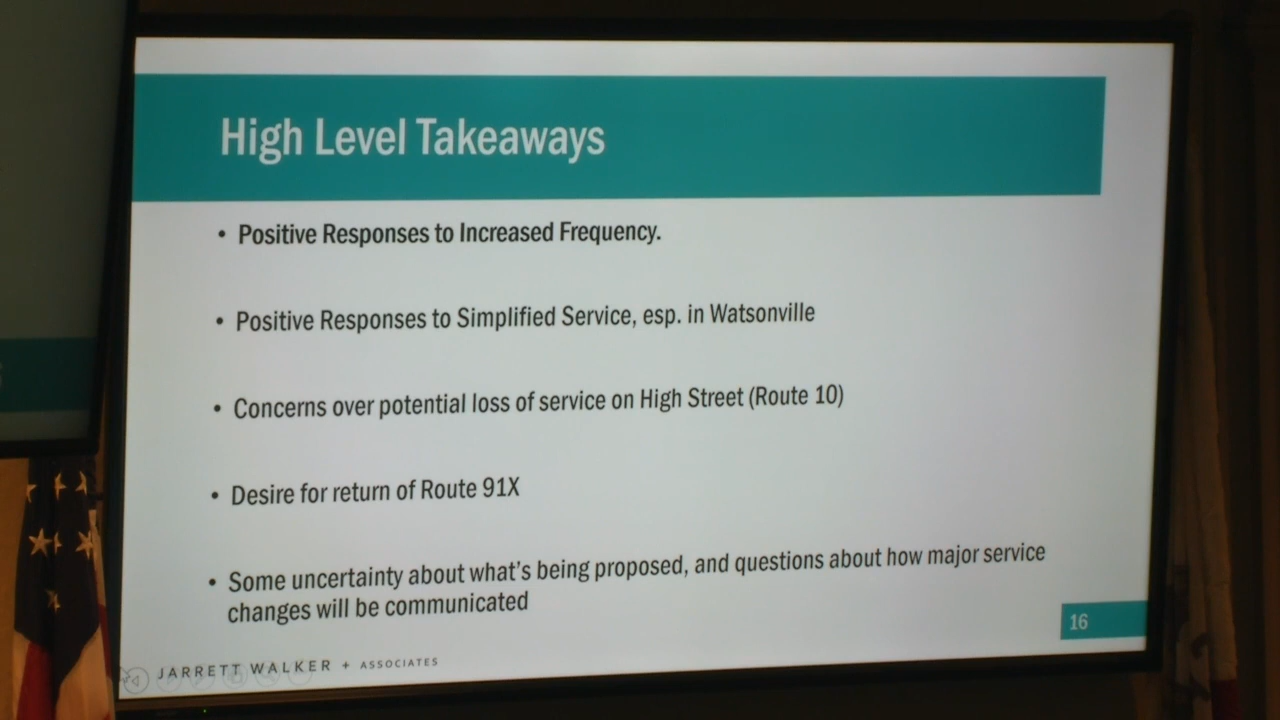 High Level Takeaways
• Positive Responses to Increased Frequency.
• Positive Responses to Simplified Service, esp. in Watsonville
• Concerns over potential loss of service on High Street (Route 10)
• Desire for return of Route 91X
• Some uncertainty about what's being proposed, and questions about how major service
changes will be communicated
16
JARRETT WALKER + ASSOCIATES